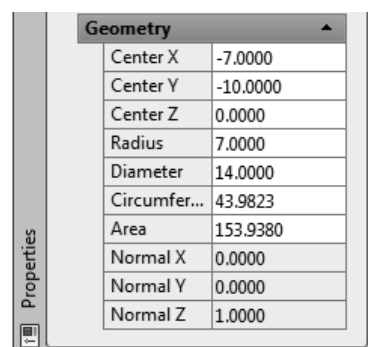 Geometry
Center X -7.0000
Center Y -10.0000
Center Z 0.0000
Radius 7.0000
Diameter 14.0000
Circumfer... 43.9823
Area 153.9380
Normal X 0.0000
Normal Y 0.0000
Normal Z 1.0000
Properties